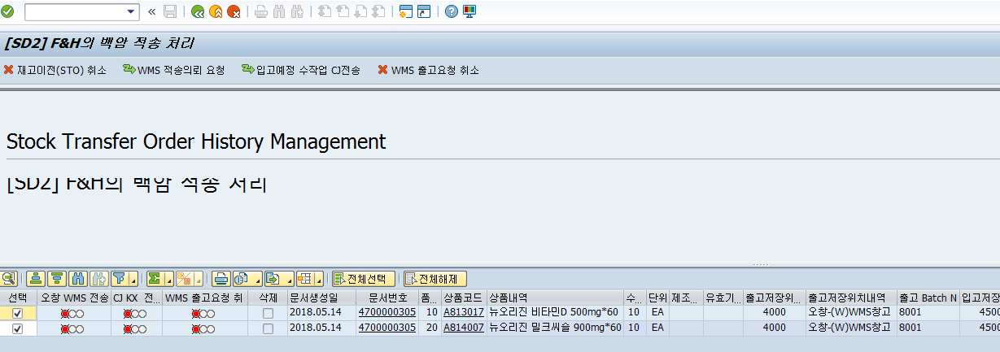 [SD2] F&H의 백암 적송 처리
재고이전(STO) 취소 WMS 적송의뢰 요청 입고예정 수작업 CJ전송 WMS 출고요청 취소
Stock Transfer Order History Management
[SD2] F&H의 백암 적송 처리
전체선택 전체해제
선택 오창 WMS 전송 CJ KX 전... WMS 출고요청 취 삭제 문서생성일 문서번호 품... 상품코드 상품내역 수... 단위 제조... 유효기... 출고저장위... 출고저장위치내역 출고 Batch N 입고저장
2018.05.14 4700000305 10 A813017 뉴오리진 비타민D 500mg*60 10 EA 4000 오창-(W)WMS창고 8001 4500
2018.05.14 4700000305 20 A814007 뉴오리진 밀크씨슬 900mg*60 10 EA 4000 오창-(W)WMS창고 8001 4500